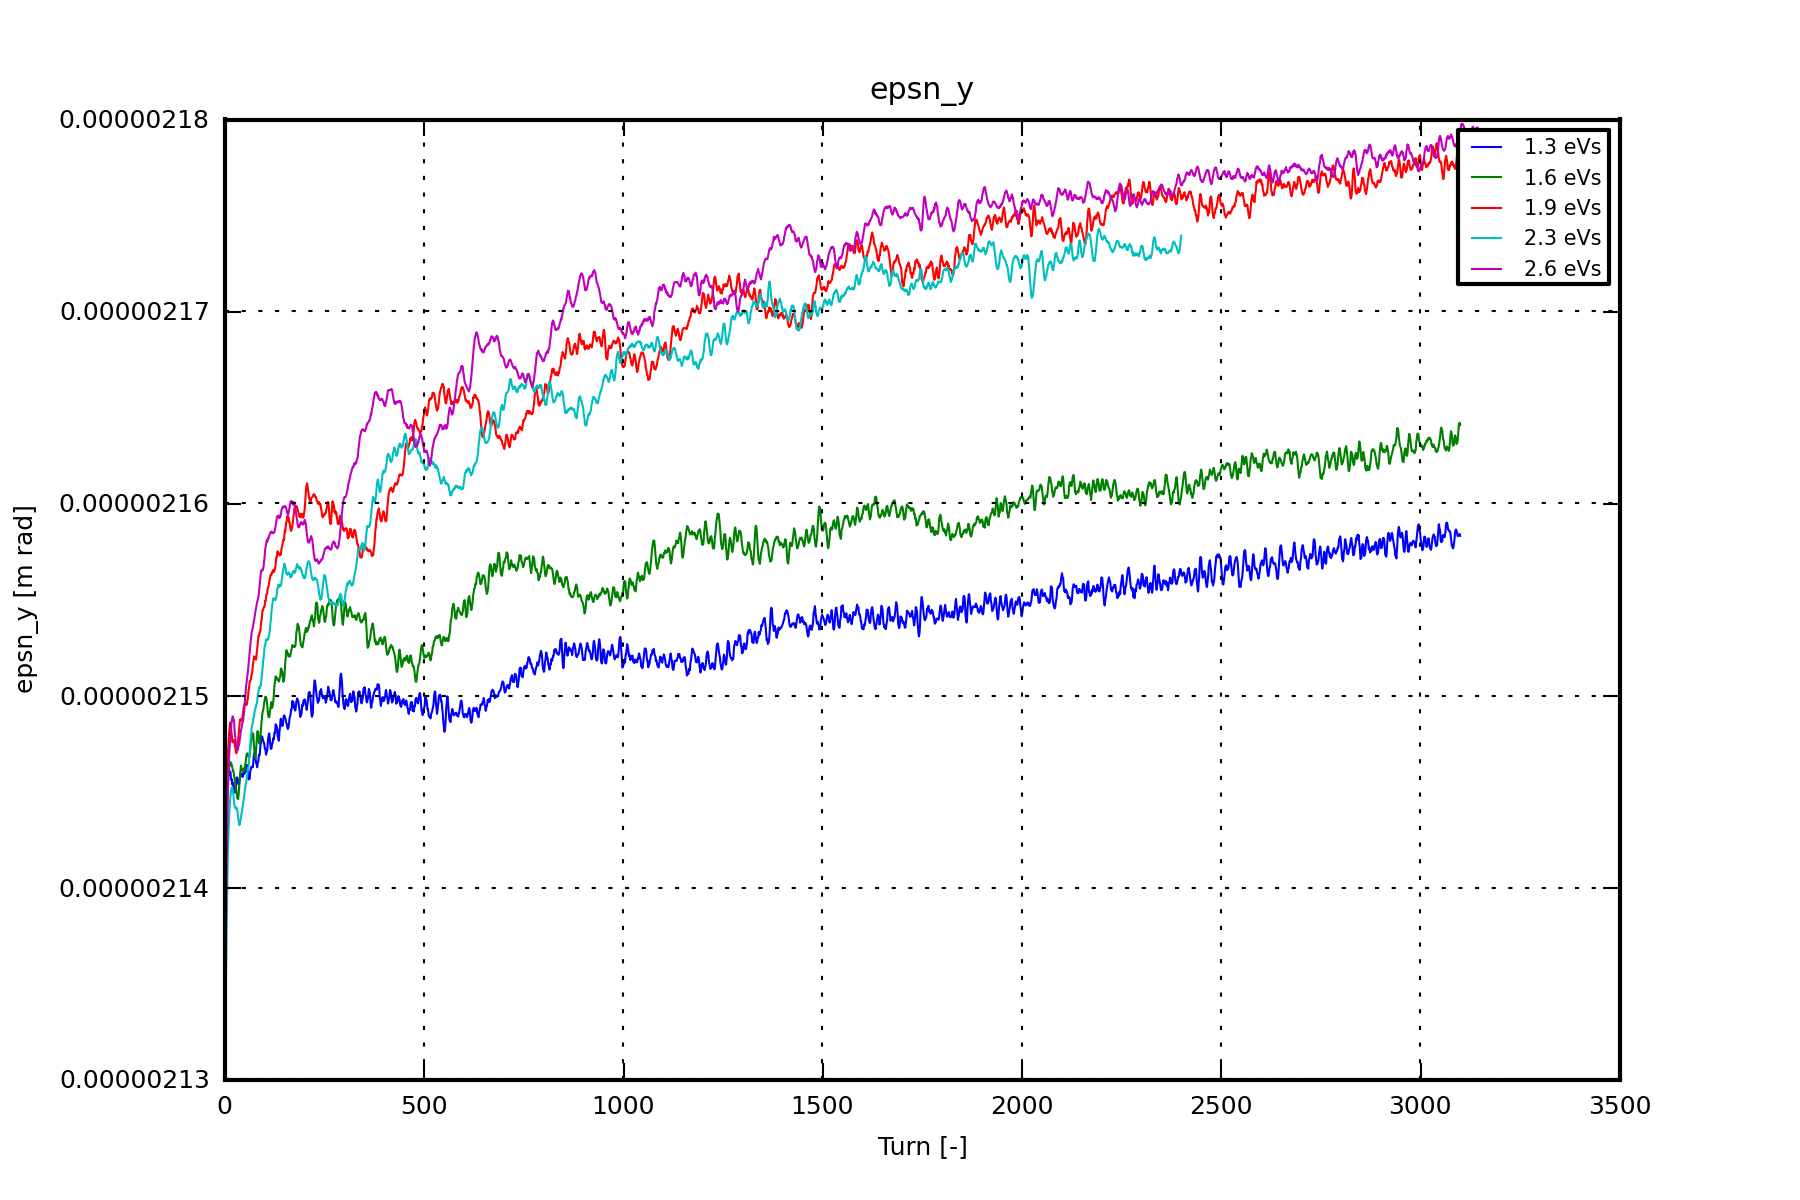 epsn_y
0.00000218
0.00000217
0.00000216
0.00000215
0.00000214
0.00000213
epsn_y [m rad]
1.3 eVs
1.6 eVs
1.9 eVs
2.3 eVs
2.6 eVs
0 500 1000 1500 2000 2500 3000 3500
Turn [-]